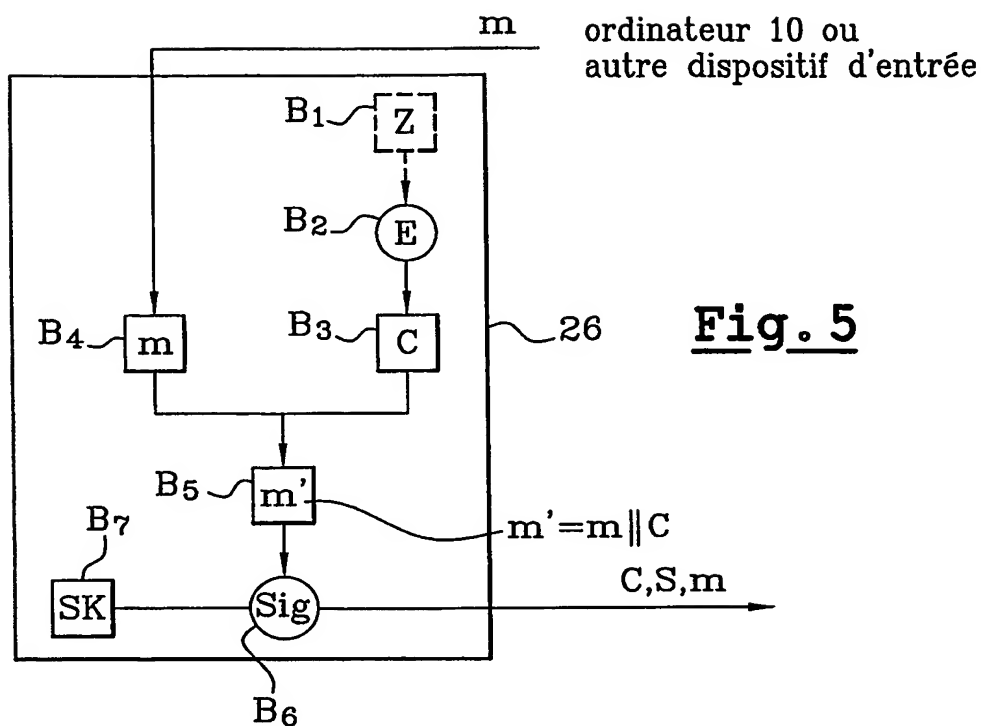 m
ordinateur 10 ou
autre dispositif d'entrée
B1
Z
B2
E
B4
m
B3
C
26
Fig. 5
B5
m'
m'=m||C
B7
SK
Sig
C,S,m
B6